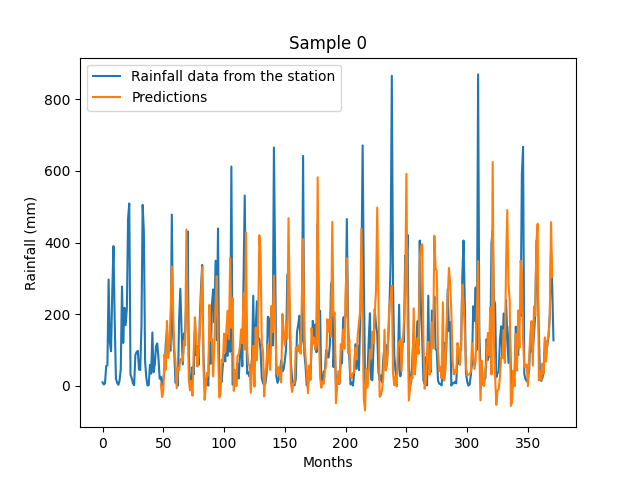 Sample 0
Rainfall data from the station
Predictions
Rainfall (mm)
800
600
400
200
0
0 50 100 150 200 250 300 350
Months